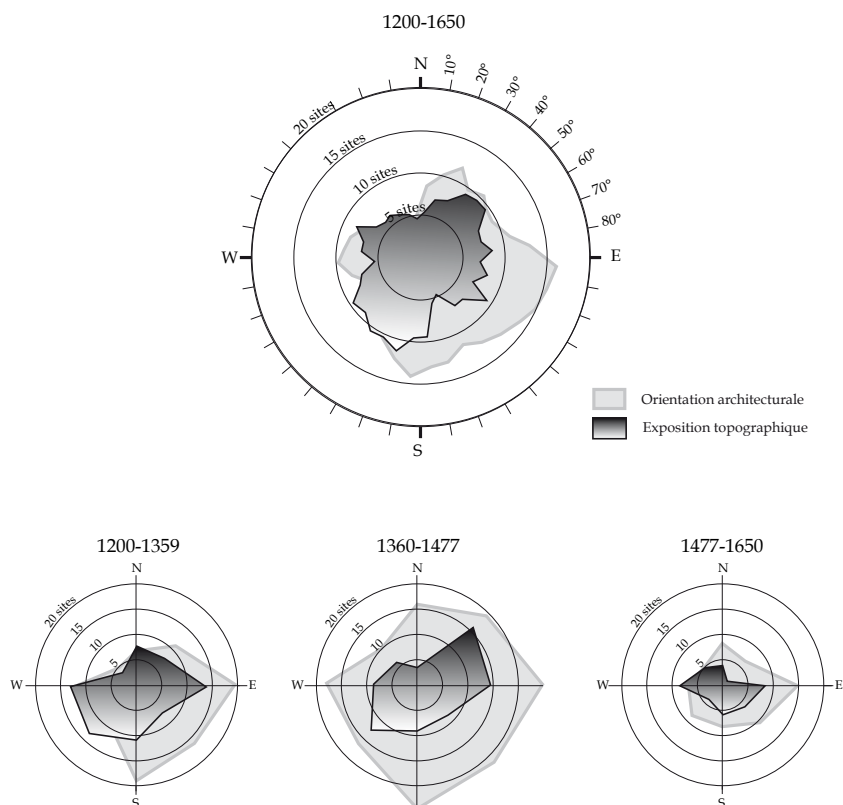 1200-1650
N
10°
20°
30°
40°
50°
60°
70°
80°
20 sites
15 sites
10 sites
5 sites
W
E
S
Orientation architecturale
Exposition topographique
1200-1359
N
20 sites
15
10
5
W
E
S
1360-1477
N
20 sites
15
10
5
W
E
1477-1650
N
20 sites
15
10
5
W
E
S